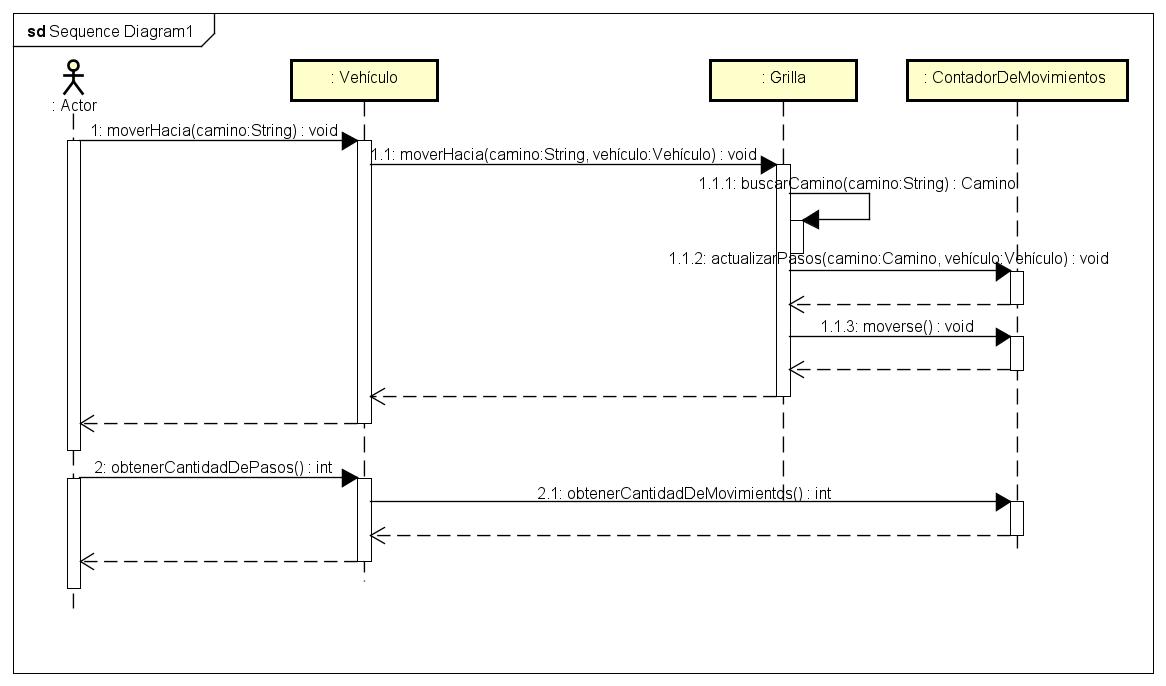 sd Sequence Diagram1
: Actor
: Vehículo
: Grilla
: ContadorDeMovimientos
1: moverHacia(camino:String) : void
1.1: moverHacia(camino:String, vehículo:Vehículo) : void
1.1.1: buscarCamino(camino:String) : Camino
1.1.2: actualizarPasos(camino:Camino, vehículo:Vehículo) : void
1.1.3: moverse() : void
2: obtenerCantidadDePasos() : int
2.1: obtenerCantidadDeMovimientos() : int